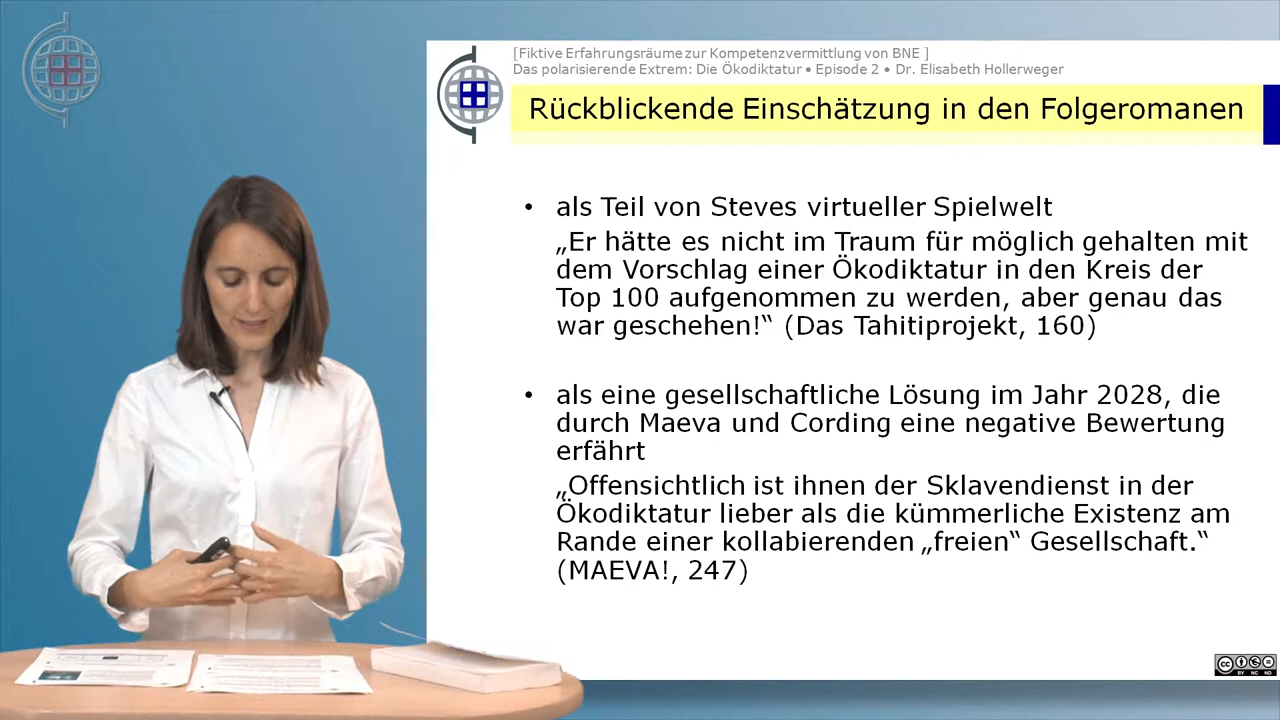 [Fiktive Erfahrungsräume zur Kompetenzvermittlung von BNE ]
Das polarisierende Extrem: Die Ökodiktatur • Episode 2 • Dr. Elisabeth Hollerweger
Rückblickende Einschätzung in den Folgeromanen
• als Teil von Steves virtueller Spielwelt
„Er hätte es nicht im Traum für möglich gehalten mit
dem Vorschlag einer Ökodiktatur in den Kreis der
Top 100 aufgenommen zu werden, aber genau das
war geschehen!“ (Das Tahitiprojekt, 160)
• als eine gesellschaftliche Lösung im Jahr 2028, die
durch Maeva und Cording eine negative Bewertung
erfährt
„Offensichtlich ist ihnen der Sklavendienst in der
Ökodiktatur lieber als die kümmerliche Existenz am
Rande einer kollabierenden „freien“ Gesellschaft.“
(MAEVA!, 247)
cc
BY NC ND